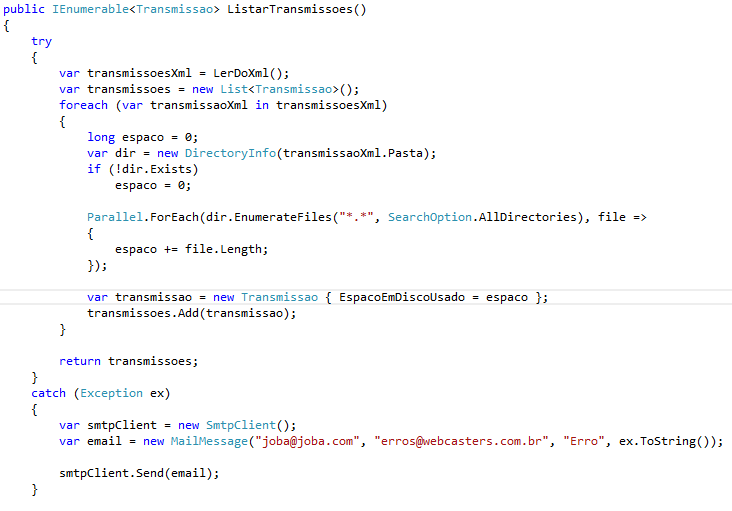 public IEnumerable<Transmissao> ListarTransmissoes()
{
    try
    {
        var transmissoesXml = LerDoXml();
        var transmissoes = new List<Transmissao>();
        foreach (var transmissaoXml in transmissoesXml)
        {
            long espaco = 0;
            var dir = new DirectoryInfo(transmissaoXml.Pasta);
            if (!dir.Exists)
                espaco = 0;

            Parallel.ForEach(dir.EnumerateFiles("*.*", SearchOption.AllDirectories), file =>
            {
                espaco += file.Length;
            });

            var transmissao = new Transmissao { EspacoEmDiscoUsado = espaco };
            transmissoes.Add(transmissao);
        }

        return transmissoes;
    }
    catch (Exception ex)
    {
        var smtpClient = new SmtpClient();
        var email = new MailMessage("joba@joba.com", "erros@webcasters.com.br", "Erro", ex.ToString());

        smtpClient.Send(email);
    }